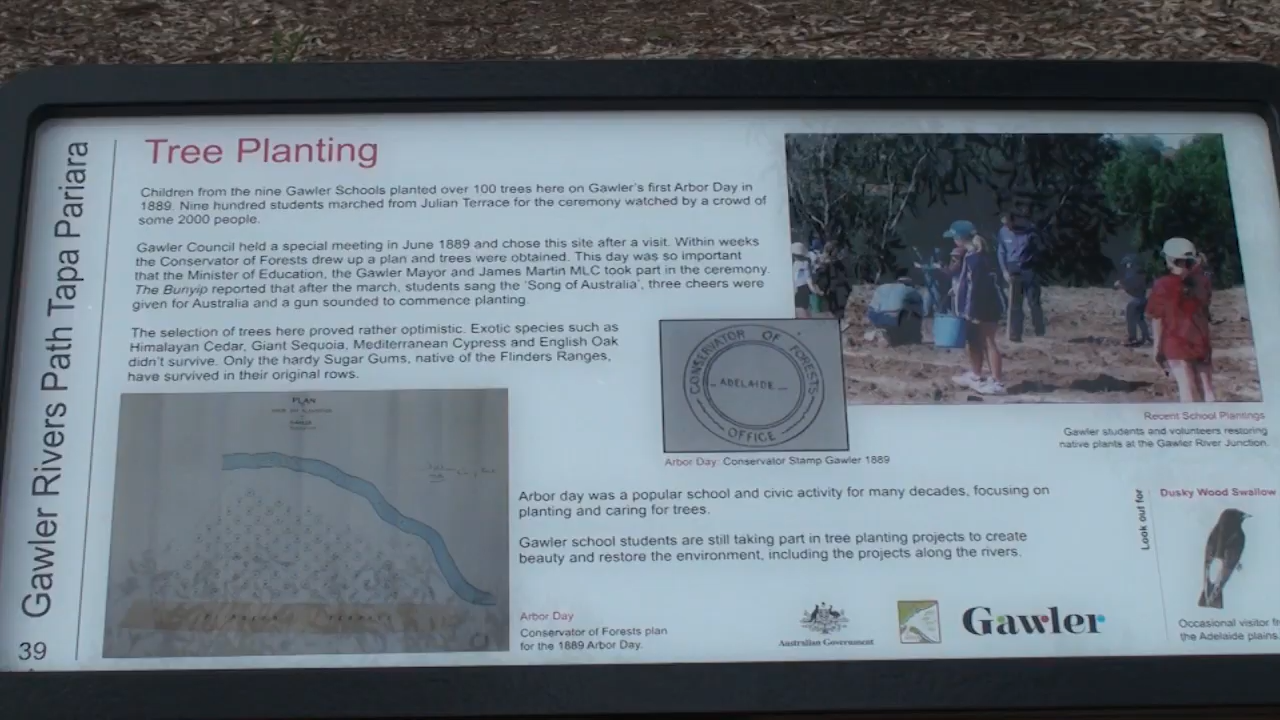 Gawler Rivers Path Tapa Pariara
39
Tree Planting
Children from the nine Gawler Schools planted over 100 trees here on Gawler's first Arbor Day in
1889. Nine hundred students marched from Julian Terrace for the ceremony watched by a crowd of
some 2000 people.
Gawler Council held a special meeting in June 1889 and chose this site after a visit. Within weeks
the Conservator of Forests drew up a plan and trees were obtained. This day was so important
that the Minister of Education, the Gawler Mayor and James Martin MLC took part in the ceremony.
The Bunyip reported that after the march, students sang the 'Song of Australia', three cheers were
given for Australia and a gun sounded to commence planting.
The selection of trees here proved rather optimistic. Exotic species such as
Himalayan Cedar, Giant Sequoia, Mediterranean Cypress and English Oak
didn't survive. Only the hardy Sugar Gums, native of the Flinders Ranges,
have survived in their original rows.
PLAN
CONSERVATOR OF FORESTS
ADELAIDE
OFFICE
Arbor Day: Conservator Stamp Gawler 1889
Recent School Plantings
Gawler students and volunteers restoring
native plants at the Gawler River Junction.
Arbor day was a popular school and civic activity for many decades, focusing on
planting and caring for trees.
Gawler school students are still taking part in tree planting projects to create
beauty and restore the environment, including the projects along the rivers.
Arbor Day
Conservator of Forests plan
for the 1889 Arbor Day.
Australian Government
Gawler
Look out for
Dusky Wood Swallow
Occasional visitor
the Adelaide plains.